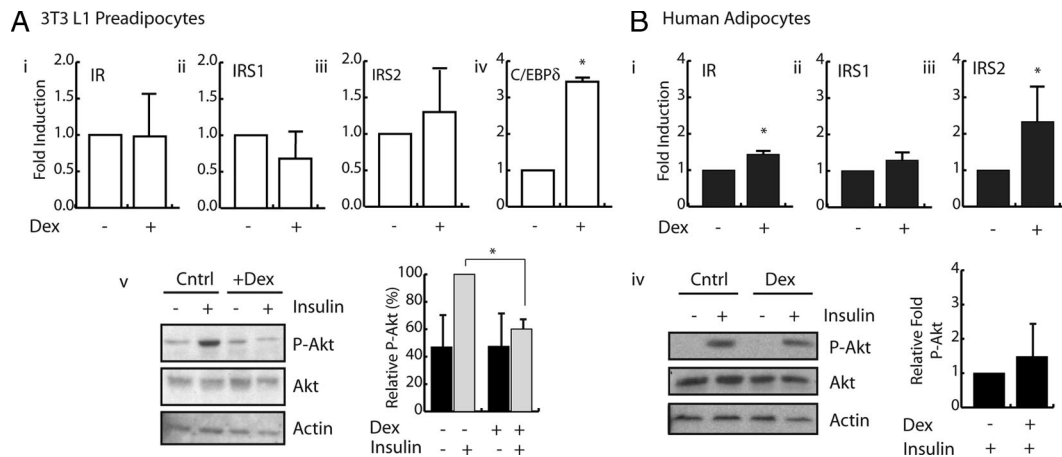 A 3T3 L1 Preadipocytes
i
IR
Fold Induction
2.0
1.5
1.0
0.5
0.0
Dex - +
ii
IRS1
2.0
1.5
1.0
0.5
0.0
- +
iii
IRS2
2.0
1.5
1.0
0.5
0.0
- +
iv
C/EBPδ
*
4
3
2
1
0
- +
v
Cntrl +Dex
- + - + Insulin
P-Akt
Akt
Actin
Relative P-Akt (%)
100
80
60
40
20
0
*
Dex - - + +
Insulin - + - +
B Human Adipocytes
i
IR
Fold Induction
4
3
2
1
0
*
Dex - +
ii
IRS1
4
3
2
1
0
- +
iii
IRS2
4
3
2
1
0
*
- +
iv
Cntrl Dex
- + - + Insulin
P-Akt
Akt
Actin
Relative Fold
P-Akt
4
3
2
1
0
Dex - +
Insulin + +